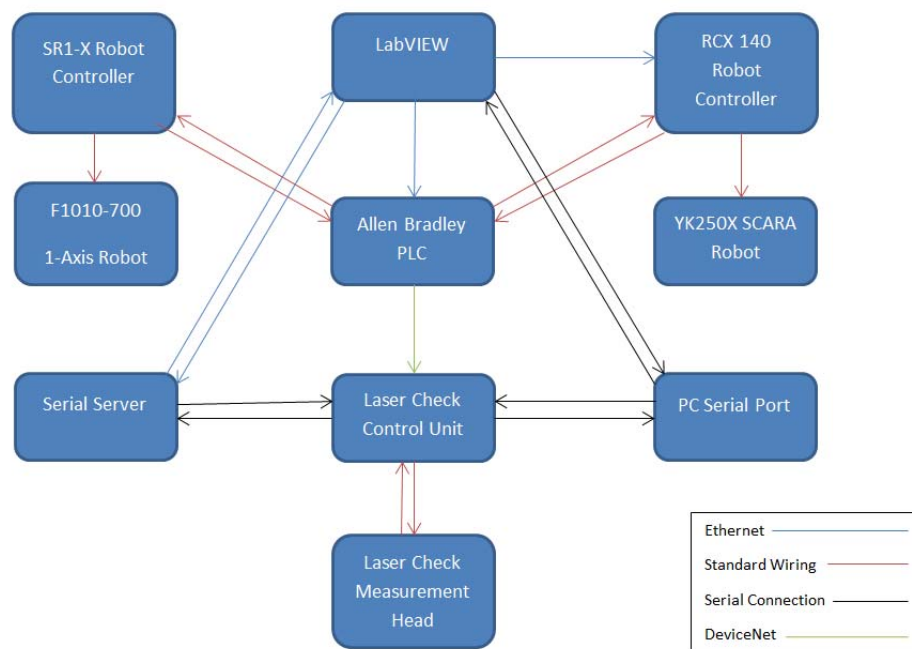 SR1-X Robot
Controller
LabVIEW
RCX 140
Robot
Controller
F1010-700
1-Axis Robot
Allen Bradley
PLC
YK250X SCARA
Robot
Serial Server
Laser Check
Control Unit
PC Serial Port
Laser Check
Measurement
Head
Ethernet
Standard Wiring
Serial Connection
DeviceNet